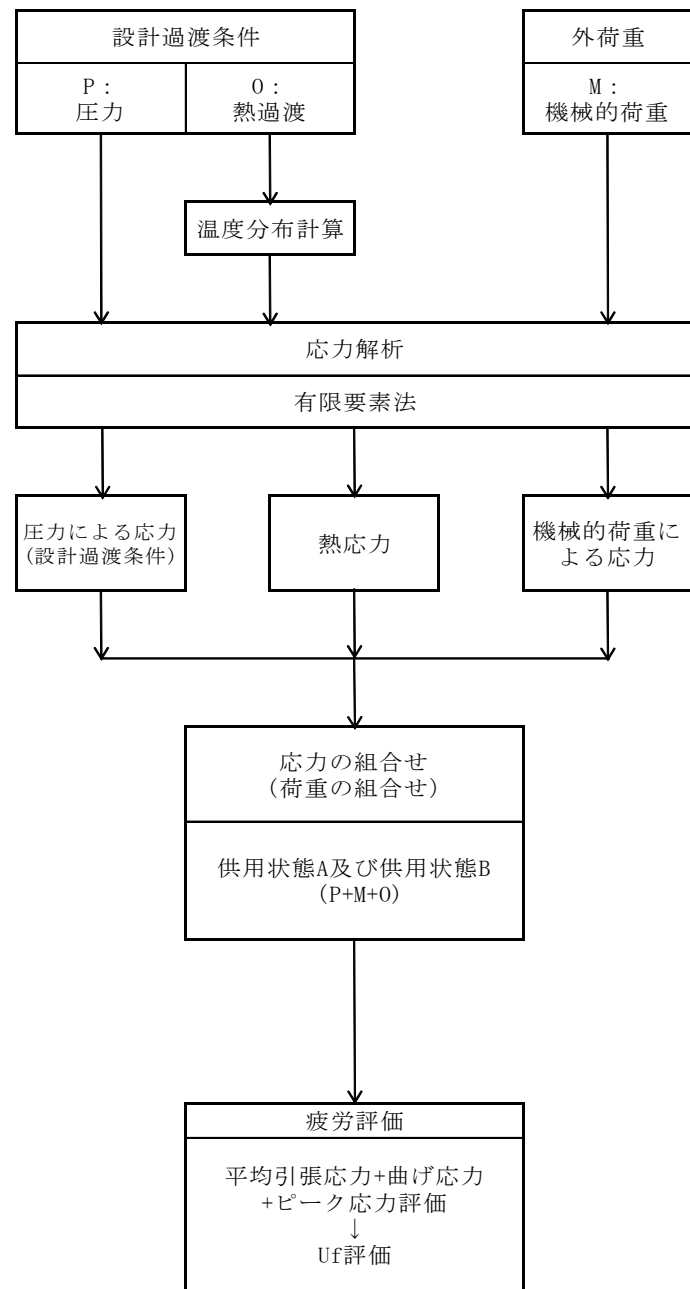 設計過渡条件
P：
圧力
O：
熱過渡
外荷重
M：
機械的荷重
温度分布計算
応力解析
有限要素法
圧力による応力
(設計過渡条件)
熱応力
機械的荷重に
よる応力
応力の組合せ
(荷重の組合せ)
供用状態A及び供用状態B
(P+M+O)
疲労評価
平均引張応力+曲げ応力
+ピーク応力評価
↓
Uf評価